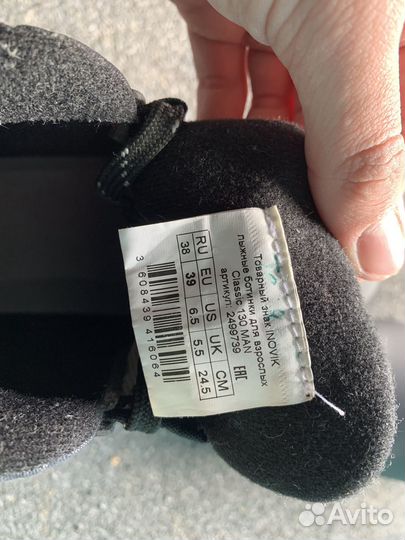 Товарный знак INOVIK
лыжные ботинки для взрослых
Classic 130 MAN
артикул: 2499739 EAC
RU EU US UK CM
38 39 6.5 5.5 24.5
3 608439 416064
Avito